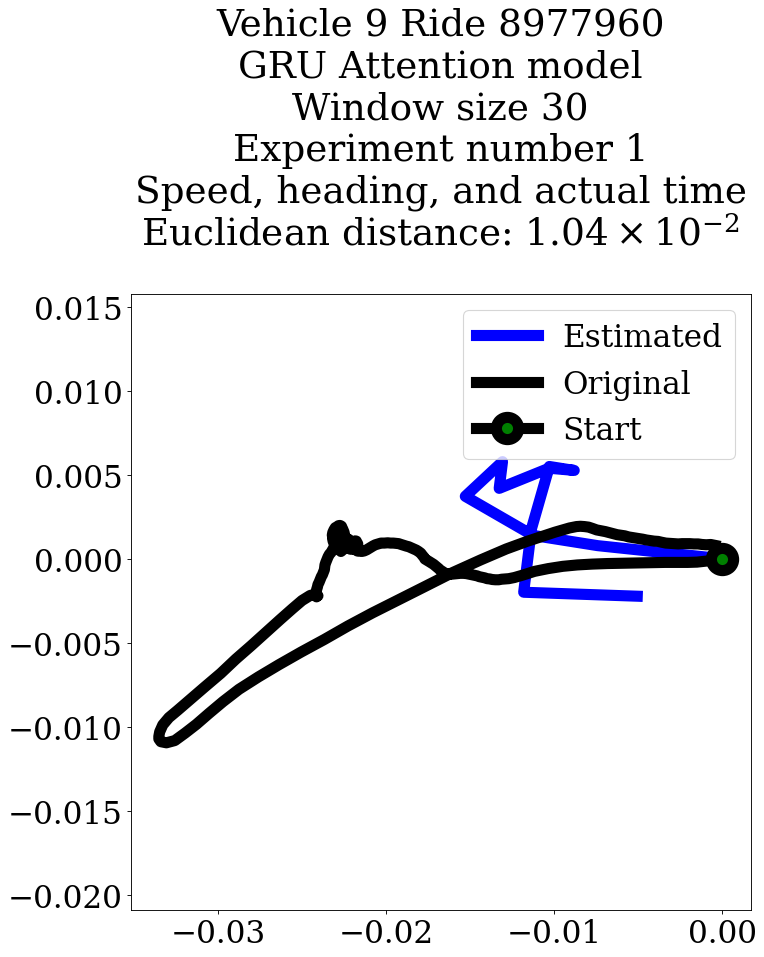 Vehicle 9 Ride 8977960
GRU Attention model
Window size 30
Experiment number 1
Speed, heading, and actual time
Euclidean distance: 1.04 × 10⁻²
0.015
Estimated
0.010
Original
Start
0.005
0.000
−0.005
−0.010
−0.015
−0.020
−0.03
−0.02
−0.01
0.00